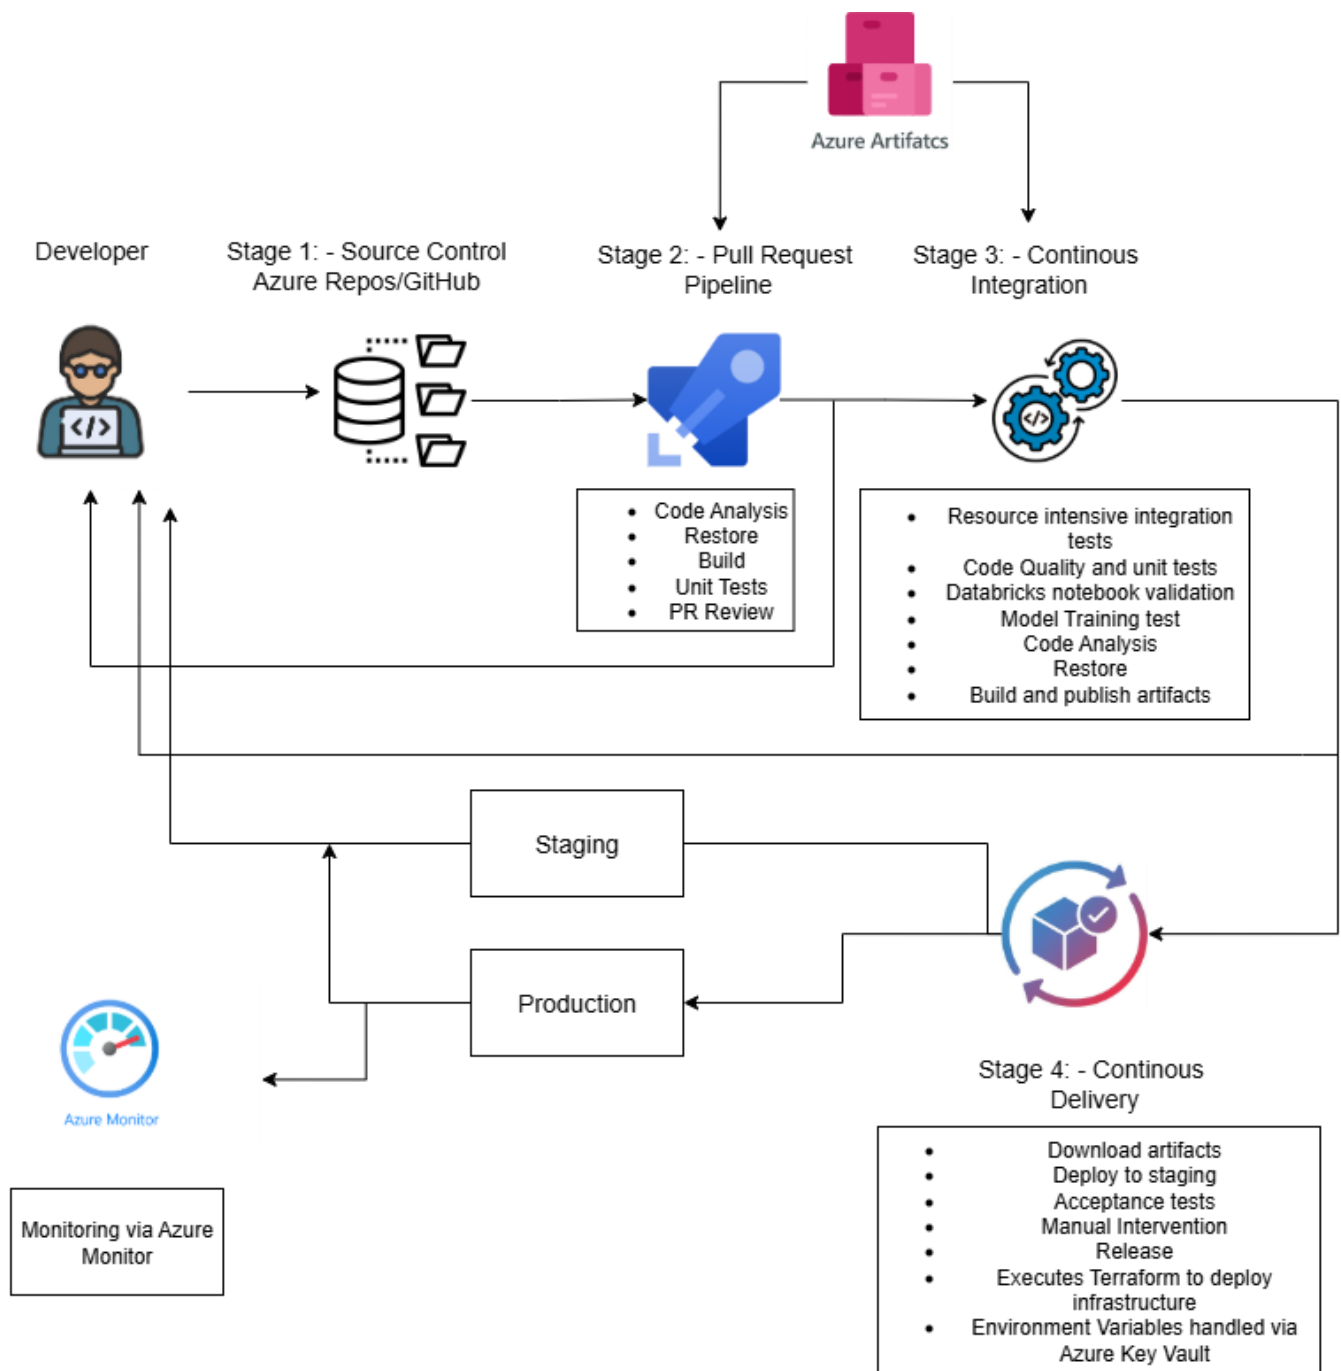 Azure Artifatcs
Developer
Stage 1: - Source Control
Azure Repos/GitHub
Stage 2: - Pull Request
Pipeline
Stage 3: - Continous
Integration
</>
</>
• Code Analysis
• Restore
• Build
• Unit Tests
• PR Review
• Resource intensive integration
tests
• Code Quality and unit tests
• Databricks notebook validation
• Model Training test
• Code Analysis
• Restore
• Build and publish artifacts
Staging
Production
Azure Monitor
Monitoring via Azure
Monitor
Stage 4: - Continous
Delivery
• Download artifacts
• Deploy to staging
• Acceptance tests
• Manual Intervention
• Release
• Executes Terraform to deploy
infrastructure
• Environment Variables handled via
Azure Key Vault